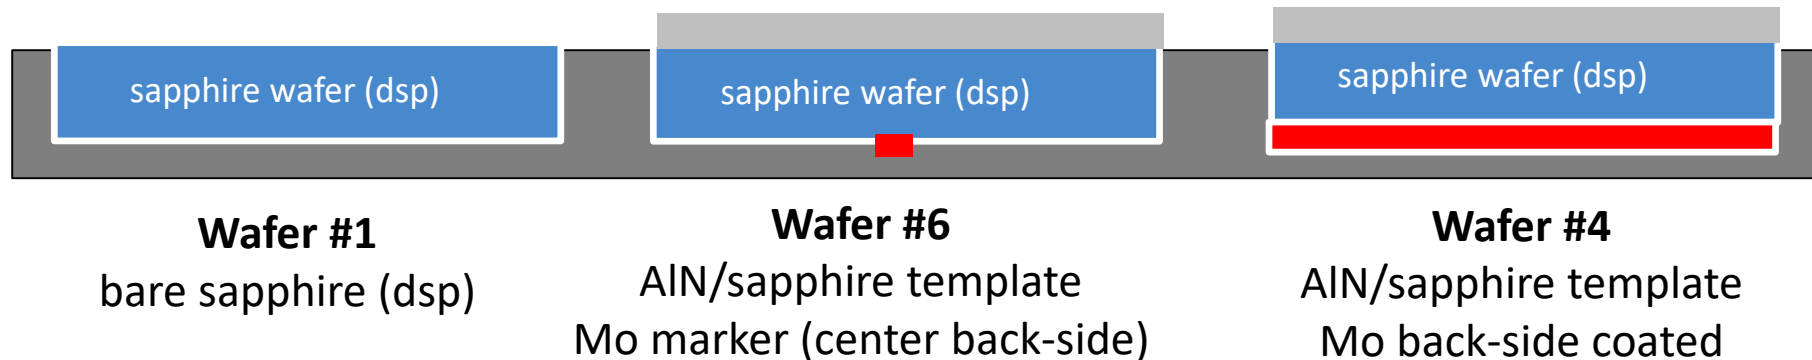 sapphire wafer (dsp)
sapphire wafer (dsp)
sapphire wafer (dsp)
Wafer #1
bare sapphire (dsp)
Wafer #6
AlN/sapphire template
Mo marker (center back-side)
Wafer #4
AlN/sapphire template
Mo back-side coated